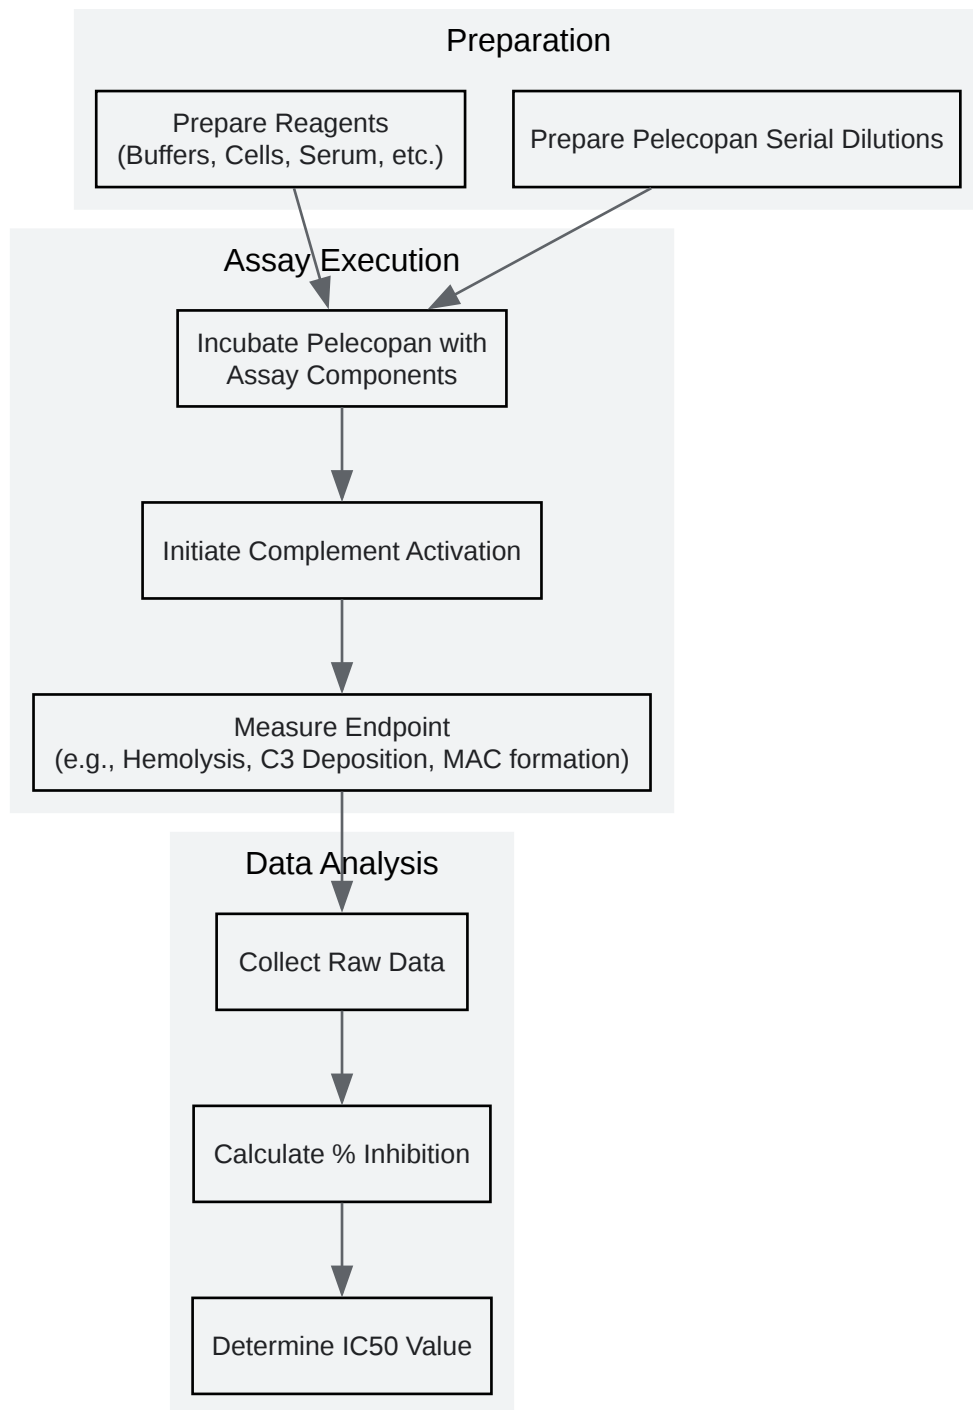 Preparation
Prepare Reagents
(Buffers, Cells, Serum, etc.)
Prepare Pelecopan Serial Dilutions
Assay Execution
Incubate Pelecopan with
Assay Components
Initiate Complement Activation
Measure Endpoint
(e.g., Hemolysis, C3 Deposition, MAC formation)
Data Analysis
Collect Raw Data
Calculate % Inhibition
Determine IC50 Value